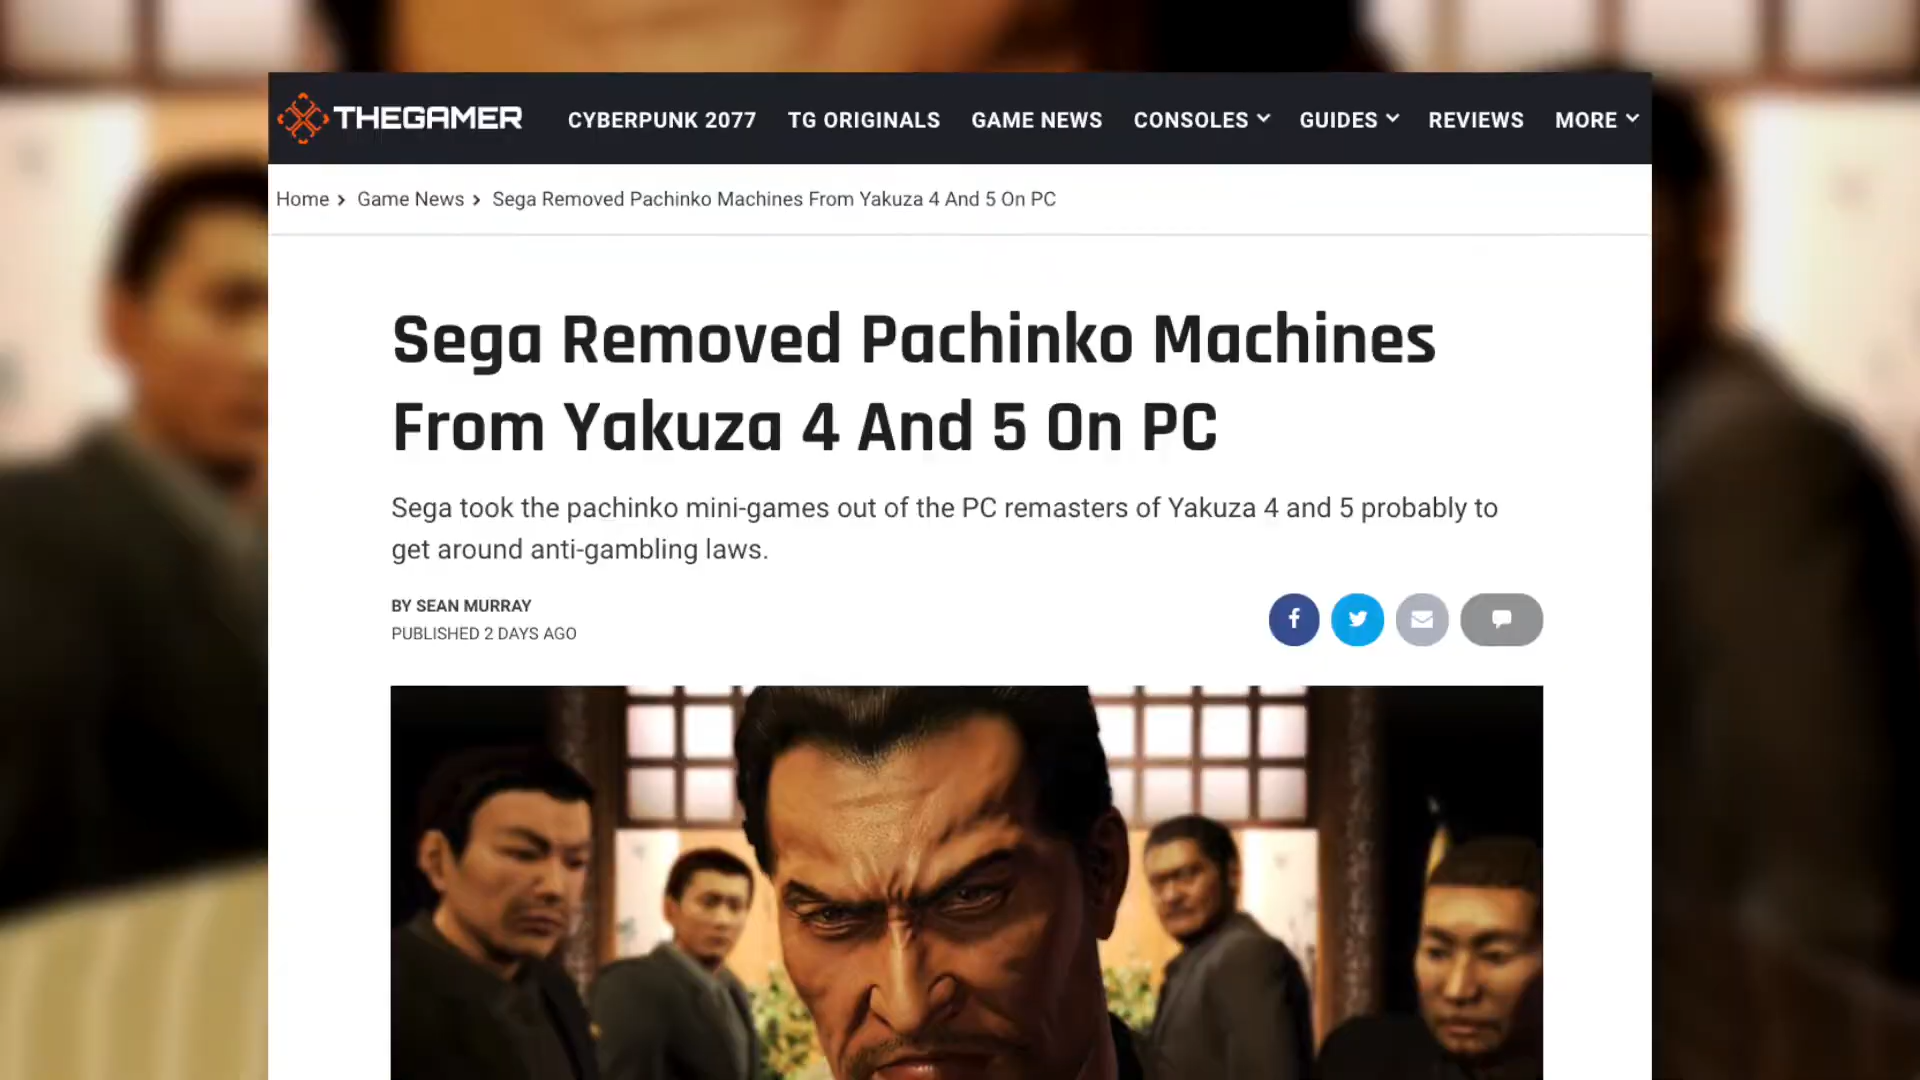 THEGAMER
CYBERPUNK 2077 TG ORIGINALS GAME NEWS CONSOLES GUIDES REVIEWS MORE
Home > Game News > Sega Removed Pachinko Machines From Yakuza 4 And 5 On PC
Sega Removed Pachinko Machines
From Yakuza 4 And 5 On PC
Sega took the pachinko mini-games out of the PC remasters of Yakuza 4 and 5 probably to
get around anti-gambling laws.
BY SEAN MURRAY
PUBLISHED 2 DAYS AGO